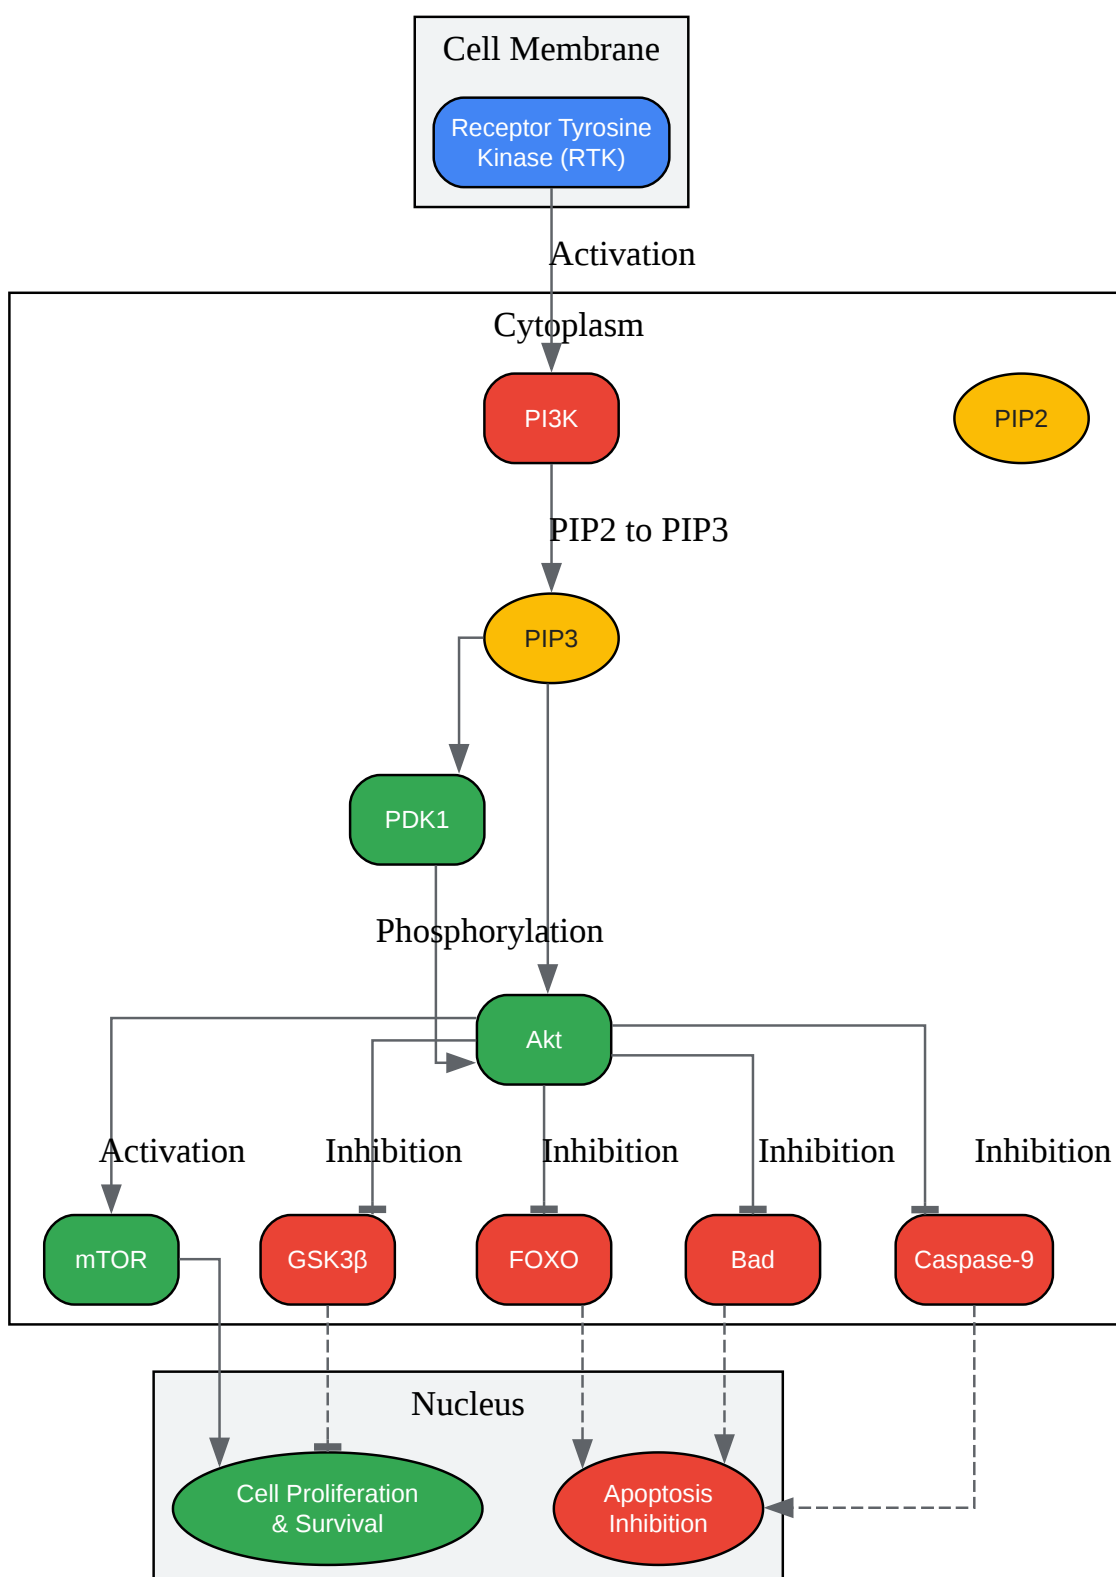 Cell Membrane
Receptor Tyrosine
Kinase (RTK)
Activation
Cytoplasm
PI3K
PIP2
PIP2 to PIP3
PIP3
PDK1
Phosphorylation
Akt
Activation
Inhibition
Inhibition
Inhibition
Inhibition
mTOR
GSK3β
FOXO
Bad
Caspase-9
Nucleus
Cell Proliferation
& Survival
Apoptosis
Inhibition